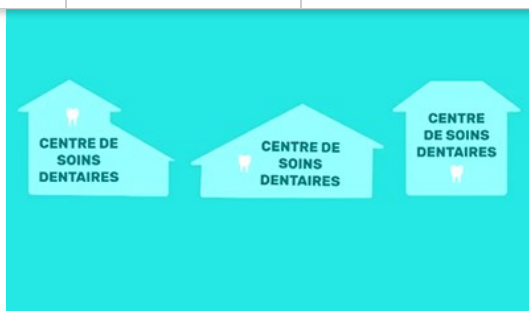 CENTRE DE
SOINS
DENTAIRES
CENTRE DE
SOINS
DENTAIRES
CENTRE
DE SOINS
DENTAIRES